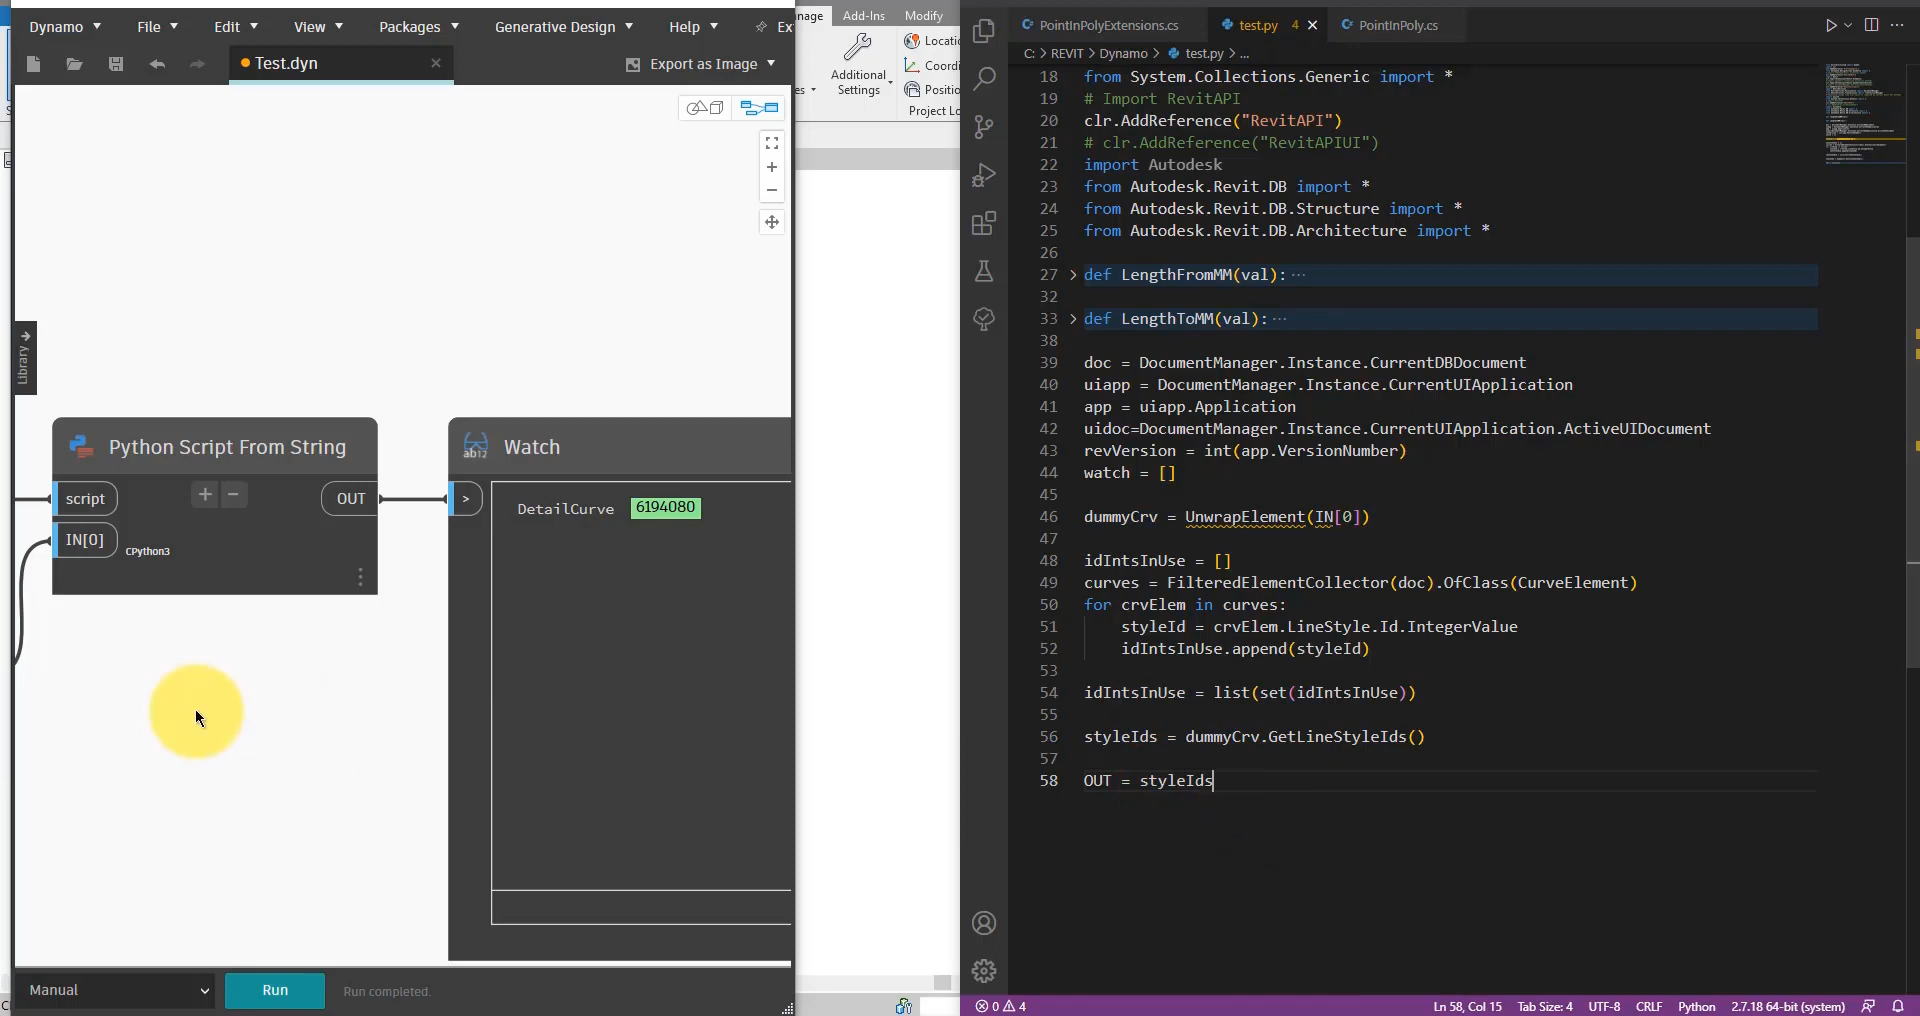 Dynamo File Edit View Packages Generative Design Help
Test.dyn
Export as Image
Library
Python Script From String
script
OUT
IN[0]
CPython3
Watch
>
DetailCurve 6194080
Manual
Run
Run completed.
Add-Ins Modify
Additional
Settings
PointInPolyExtensions.cs
test.py 4
PointInPoly.cs
C: > REVIT > Dynamo > test.py > ...
18 from System.Collections.Generic import *
19 # Import RevitAPI
20 clr.AddReference("RevitAPI")
21 # clr.AddReference("RevitAPIUI")
22 import Autodesk
23 from Autodesk.Revit.DB import *
24 from Autodesk.Revit.DB.Structure import *
25 from Autodesk.Revit.DB.Architecture import *
26
27 > def LengthFromMM(val): ...
32
33 > def LengthToMM(val): ...
38
39 doc = DocumentManager.Instance.CurrentDBDocument
40 uiapp = DocumentManager.Instance.CurrentUIApplication
41 app = uiapp.Application
42 uidoc=DocumentManager.Instance.CurrentUIApplication.ActiveUIDocument
43 revVersion = int(app.VersionNumber)
44 watch = []
45
46 dummyCrv = UnwrapElement(IN[0])
47
48 idIntsInUse = []
49 curves = FilteredElementCollector(doc).OfClass(CurveElement)
50 for crvElem in curves:
51 styleId = crvElem.LineStyle.Id.IntegerValue
52 idIntsInUse.append(styleId)
53
54 idIntsInUse = list(set(idIntsInUse))
55
56 styleIds = dummyCrv.GetLineStyleIds()
57
58 OUT = styleIds
0 4
Ln 58, Col 15 Tab Size: 4 UTF-8 CRLF Python 2.7.18 64-bit (system)